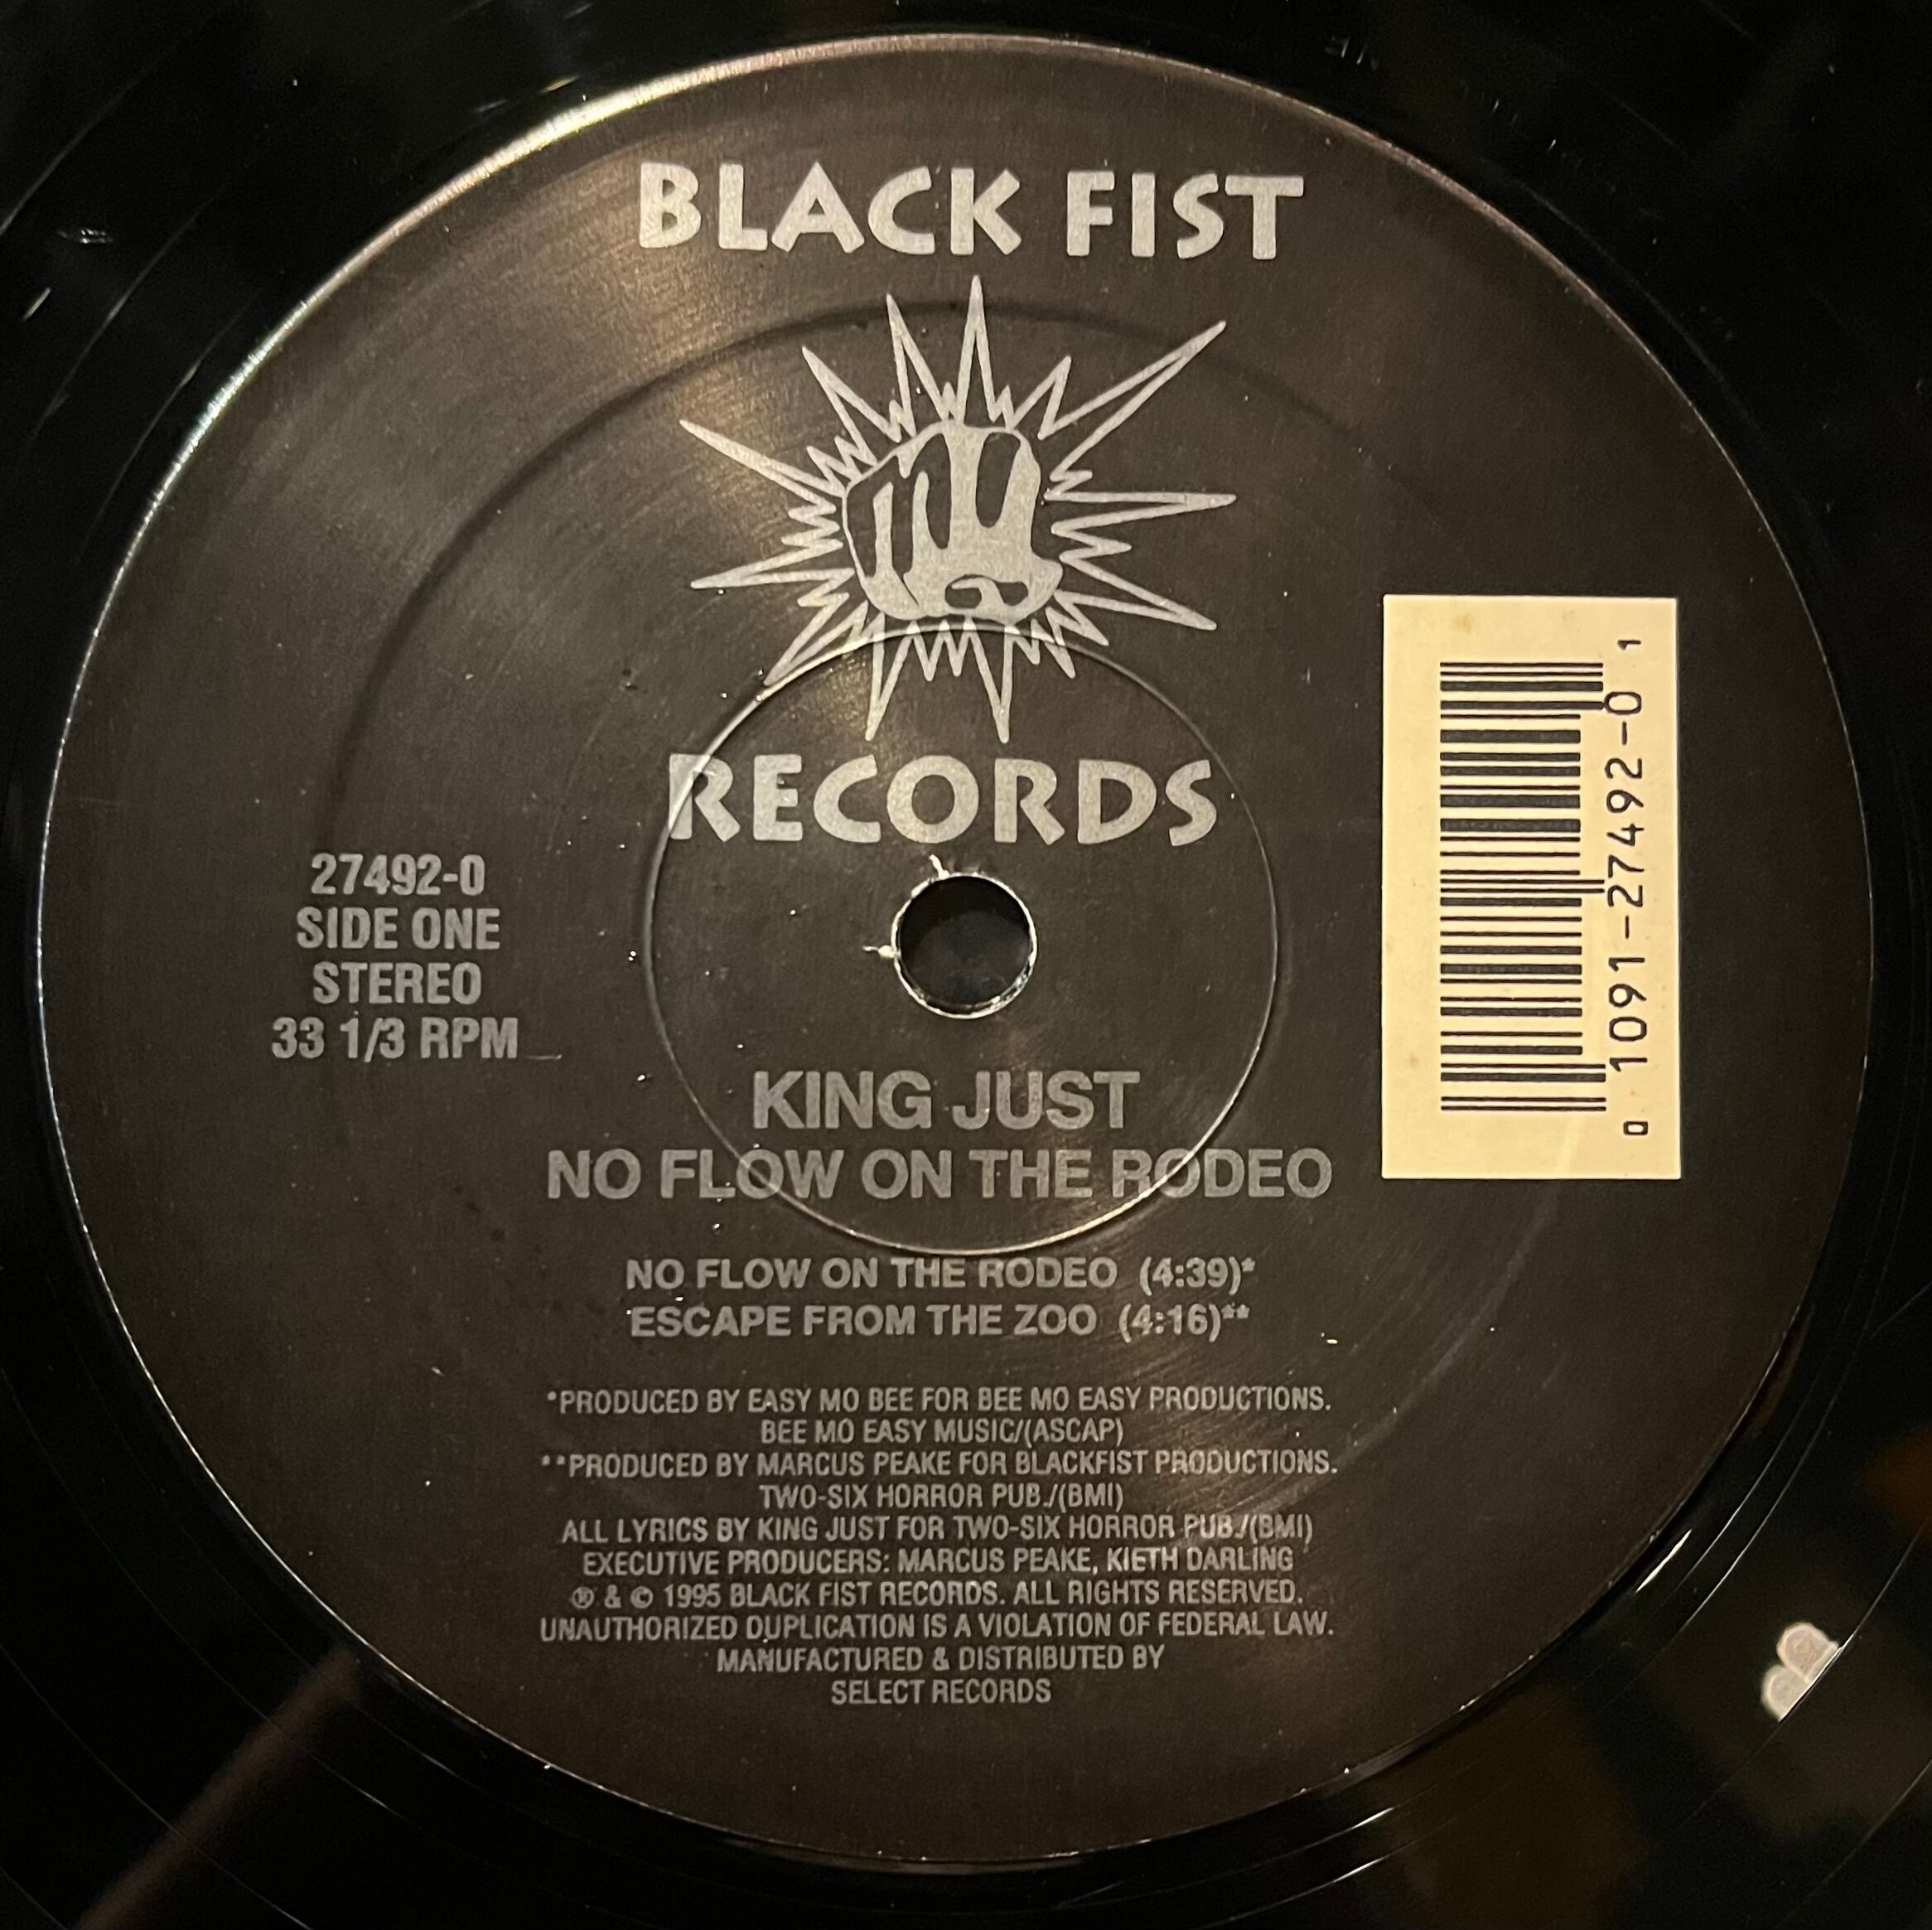 BLACK FIST
RECORDS
27492-0
SIDE ONE
STEREO
33 1/3 RPM
0 1091-27492-0 1
KING JUST
NO FLOW ON THE RODEO
NO FLOW ON THE RODEO (4:39)*
ESCAPE FROM THE ZOO (4:16)**
*PRODUCED BY EASY MO BEE FOR BEE MO EASY PRODUCTIONS.
BEE MO EASY MUSIC/(ASCAP)
**PRODUCED BY MARCUS PEAKE FOR BLACKFIST PRODUCTIONS.
TWO-SIX HORROR PUB./(BMI)
ALL LYRICS BY KING JUST FOR TWO-SIX HORROR PUB./(BMI)
EXECUTIVE PRODUCERS: MARCUS PEAKE, KIETH DARLING
® & © 1995 BLACK FIST RECORDS. ALL RIGHTS RESERVED.
UNAUTHORIZED DUPLICATION IS A VIOLATION OF FEDERAL LAW.
MANUFACTURED & DISTRIBUTED BY
SELECT RECORDS